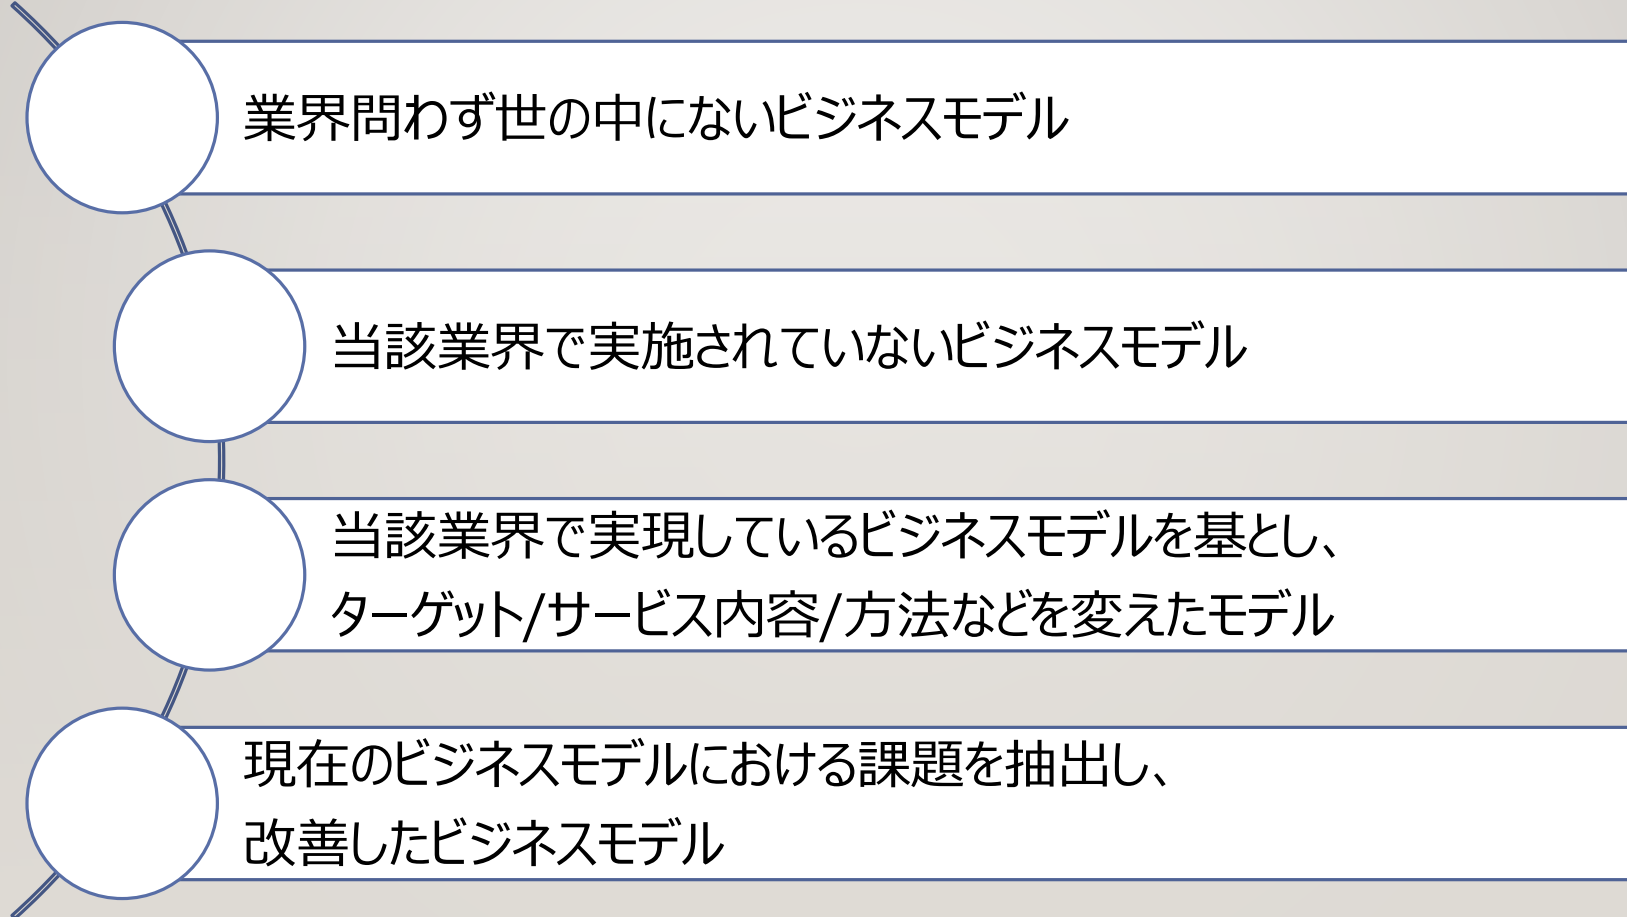 業界問わず世の中にないビジネスモデル
当該業界で実施されていないビジネスモデル
当該業界で実現しているビジネスモデルを基とし、
ターゲット/サービス内容/方法などを変えたモデル
現在のビジネスモデルにおける課題を抽出し、
改善したビジネスモデル